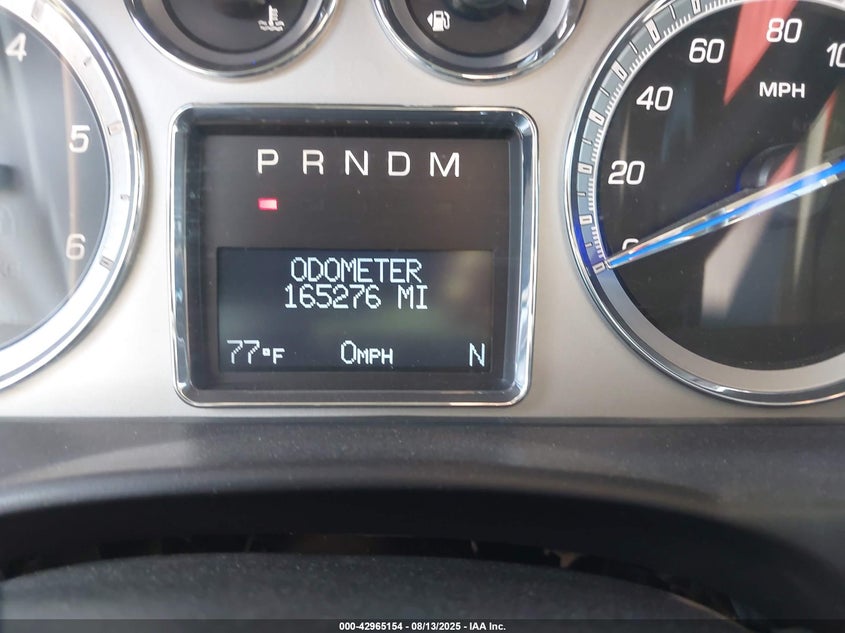 4
5
6
60
80
40
MPH
20
P R N D M
ODOMETER
165276 MI
77°F 0MPH N
000-42965154 - 08/13/2025 - IAA Inc.